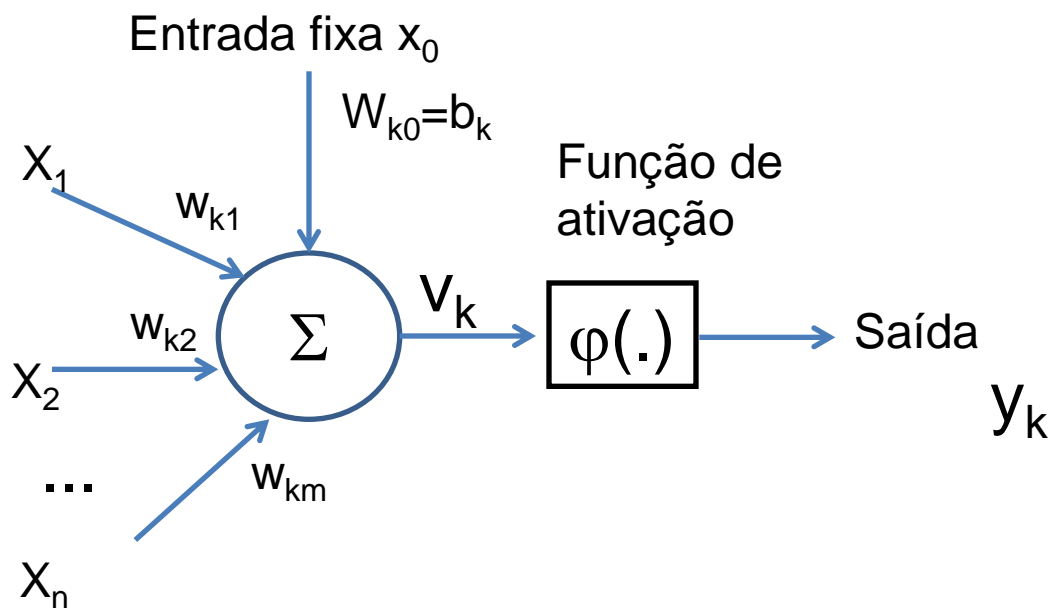 Entrada fixa x₀
Wₖ₀=bₖ
X₁
wₖ₁
Função de
ativação
wₖ₂
Σ
vₖ
φ(.)
Saída
X₂
yₖ
...
wₖₘ
Xₙ